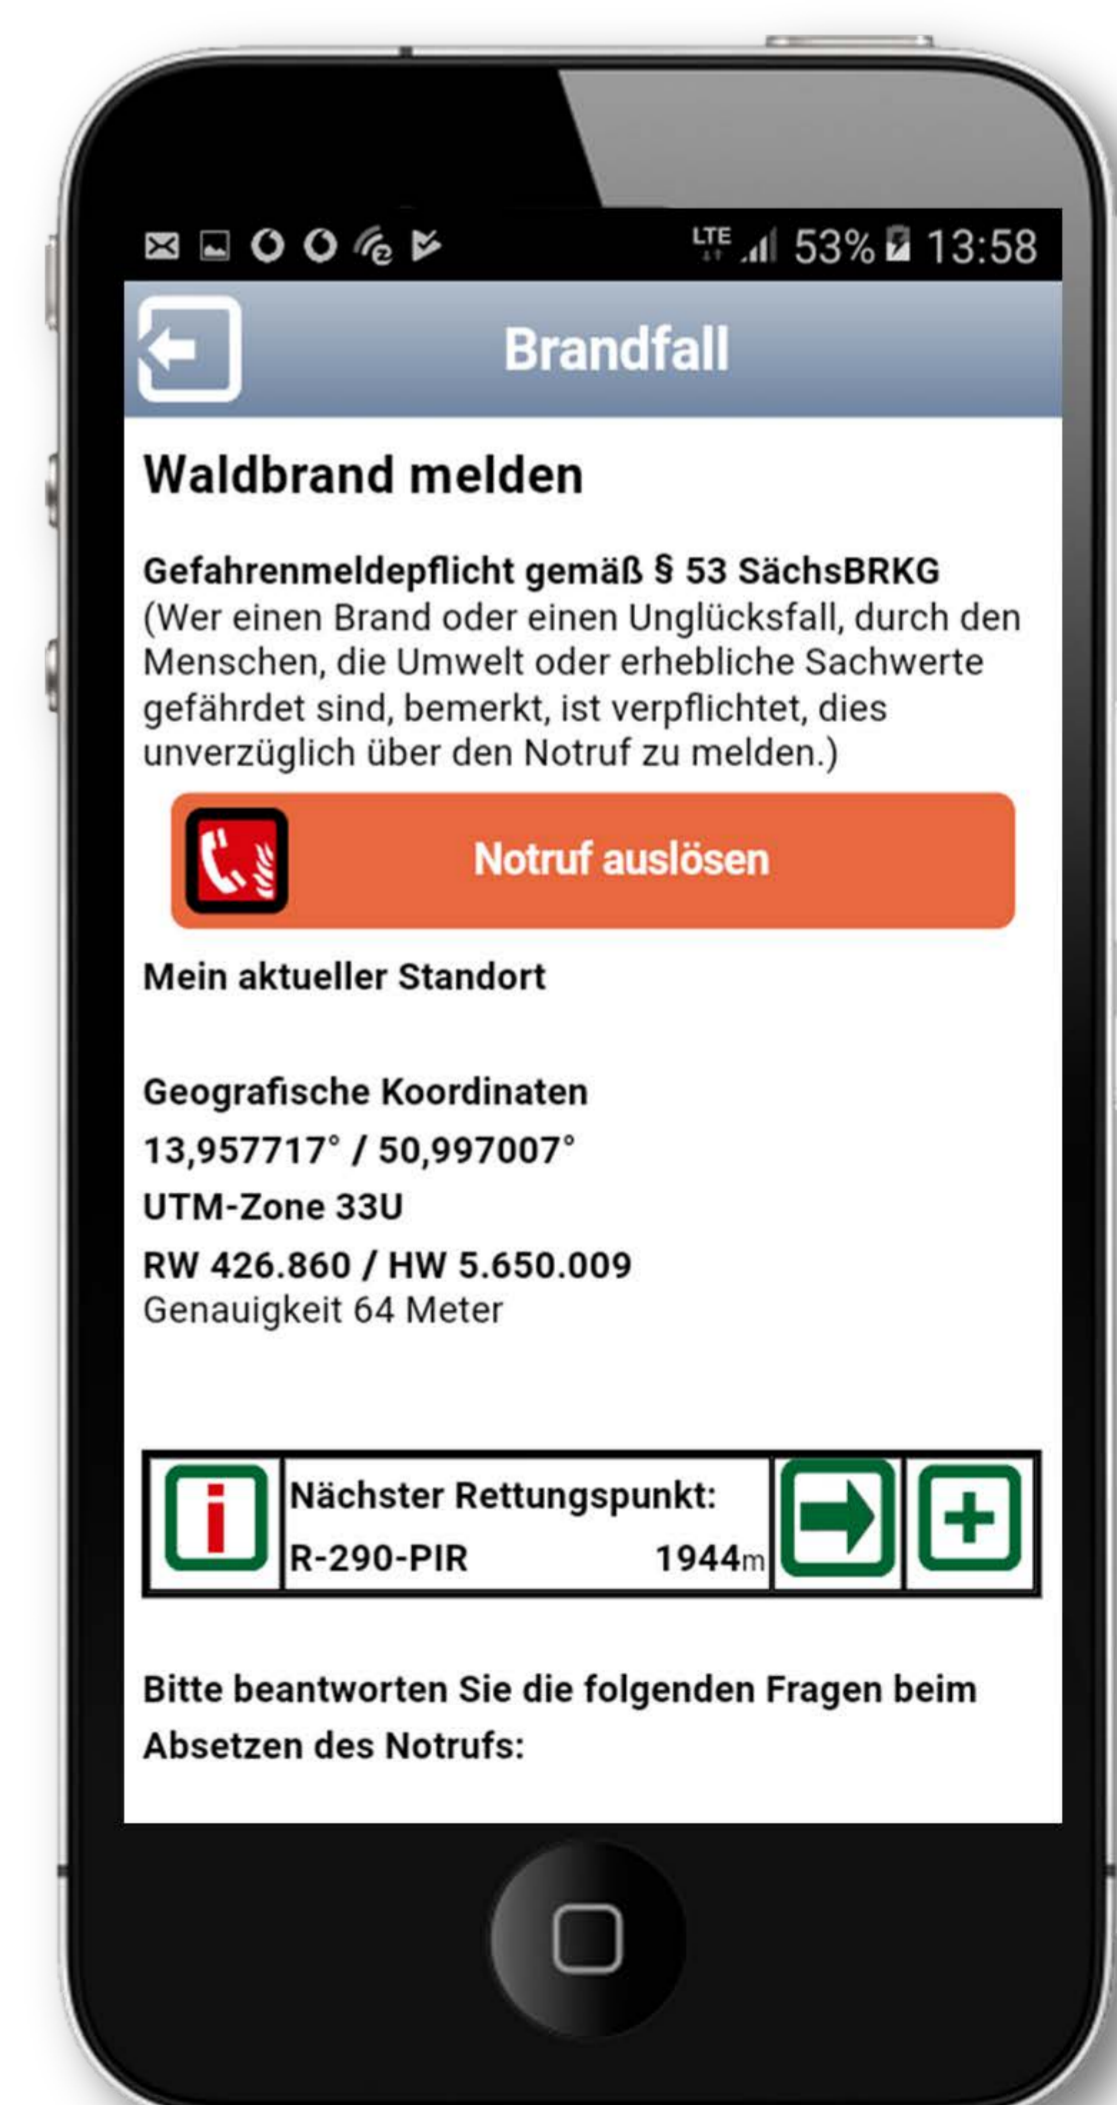 LTE 53% 13:58
Brandfall
Waldbrand melden
Gefahrenmeldepflicht gemäß § 53 SächsBRKG
(Wer einen Brand oder einen Unglücksfall, durch den
Menschen, die Umwelt oder erhebliche Sachwerte
gefährdet sind, bemerkt, ist verpflichtet, dies
unverzüglich über den Notruf zu melden.)
Notruf auslösen
Mein aktueller Standort
Geografische Koordinaten
13,957717° / 50,997007°
UTM-Zone 33U
RW 426.860 / HW 5.650.009
Genauigkeit 64 Meter
i
Nächster Rettungspunkt:
R-290-PIR 1944m
Bitte beantworten Sie die folgenden Fragen beim
Absetzen des Notrufs: